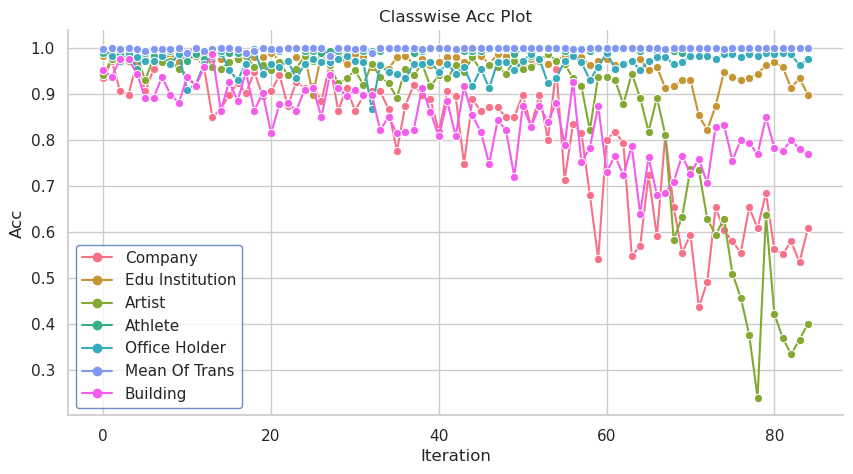 Classwise Acc Plot
1.0
0.9
0.8
0.7
0.6
0.5
0.4
0.3
Acc
Company
Edu Institution
Artist
Athlete
Office Holder
Mean Of Trans
Building
0 20 40 60 80
Iteration